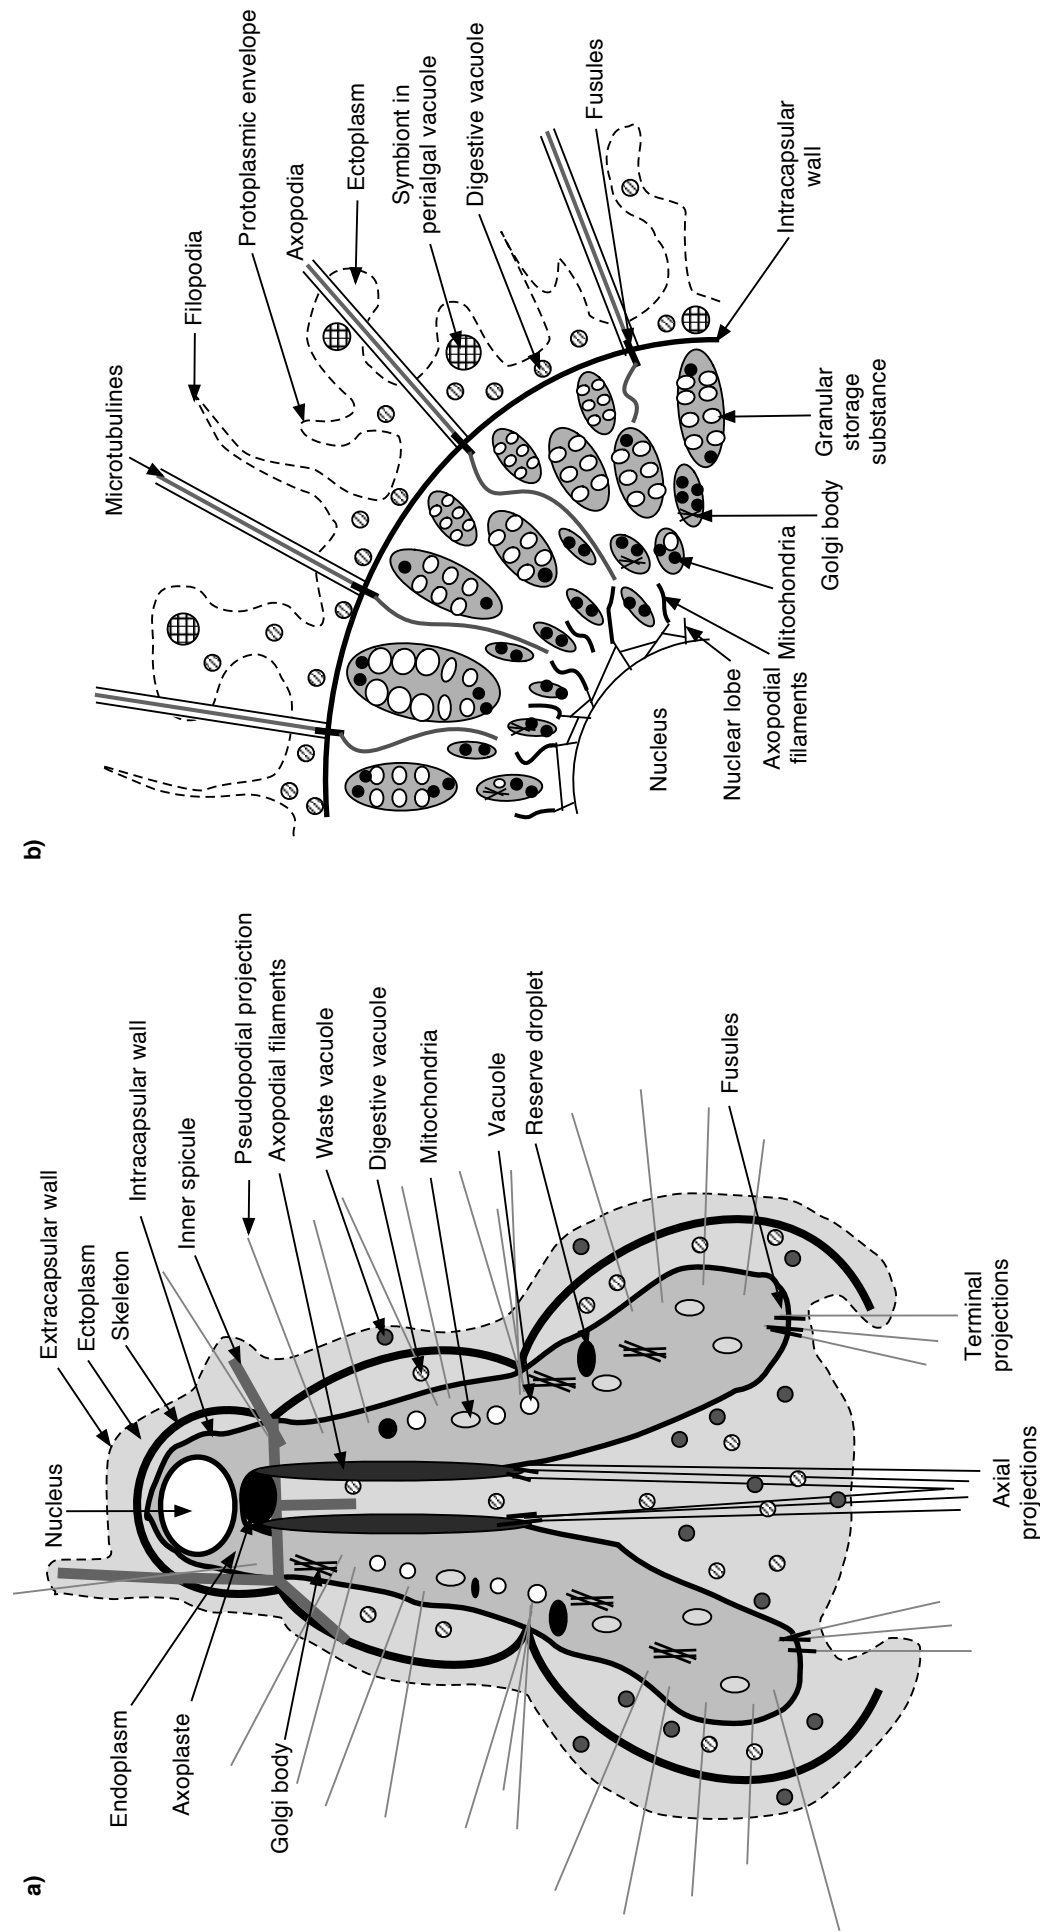 a)
Nucleus
Extracapsular wall
Ectoplasm
Skeleton
Intracapsular wall
Inner spicule
Pseudopodial projection
Axopodial filaments
Waste vacuole
Digestive vacuole
Mitochondria
Vacuole
Reserve droplet
Fusules
Endoplasm
Axoplaste
Golgi body
Axial
projections
Terminal
projections
b)
Microtubulines
Filopodia
Protoplasmic envelope
Axopodia
Ectoplasm
Symbiont in
perialgal vacuole
Digestive vacuole
Fusules
Intracapsular
wall
Granular
storage
substance
Golgi body
Mitochondria
Axopodial
filaments
Nuclear lobe
Nucleus